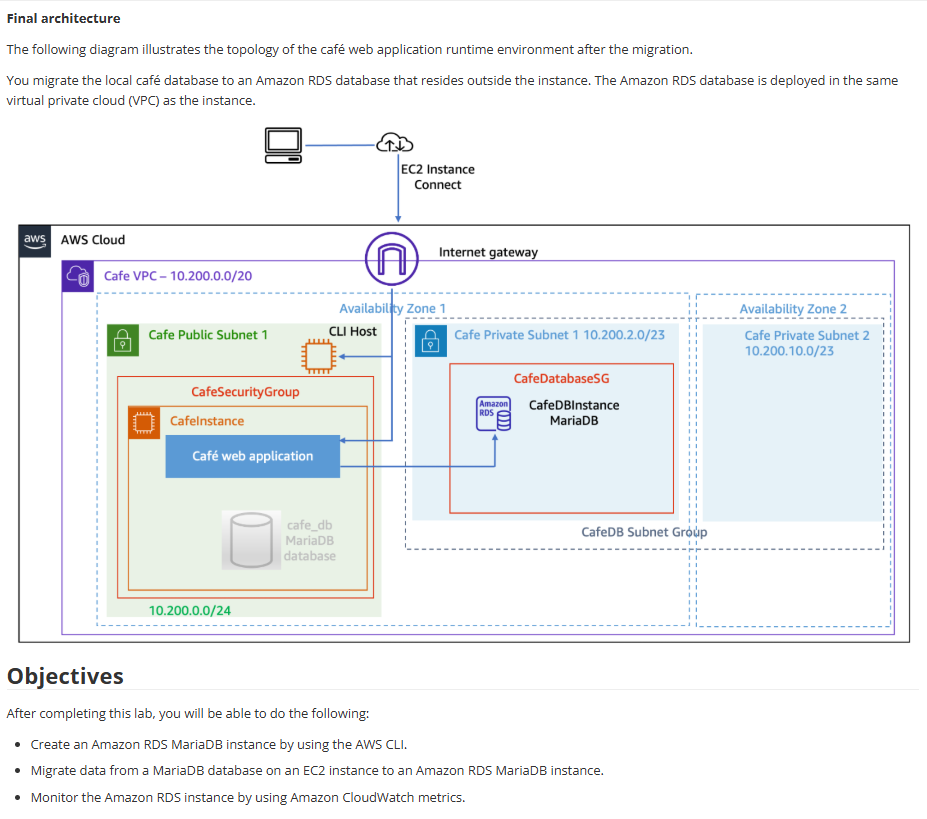 Final architecture
The following diagram illustrates the topology of the café web application runtime environment after the migration.
You migrate the local café database to an Amazon RDS database that resides outside the instance. The Amazon RDS database is deployed in the same
virtual private cloud (VPC) as the instance.
EC2 Instance
Connect
aws
AWS Cloud
Internet gateway
Cafe VPC – 10.200.0.0/20
Availability Zone 1
Availability Zone 2
Cafe Public Subnet 1
CLI Host
Cafe Private Subnet 1 10.200.2.0/23
Cafe Private Subnet 2
10.200.10.0/23
CafeSecurityGroup
CafeDatabaseSG
CafeInstance
Amazon
RDS
CafeDBInstance
MariaDB
Café web application
cafe_db
MariaDB
database
CafeDB Subnet Group
10.200.0.0/24
Objectives
After completing this lab, you will be able to do the following:
• Create an Amazon RDS MariaDB instance by using the AWS CLI.
• Migrate data from a MariaDB database on an EC2 instance to an Amazon RDS MariaDB instance.
• Monitor the Amazon RDS instance by using Amazon CloudWatch metrics.